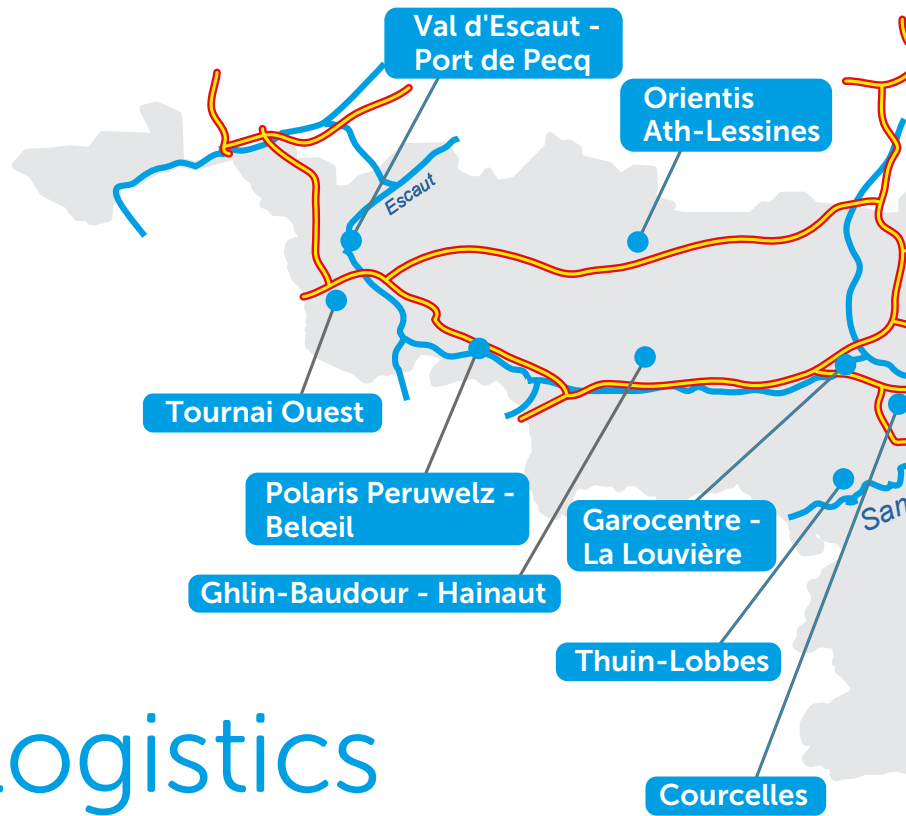 Val d'Escaut -
Port de Pecq
Orientis
Ath-Lessines
Escaut
Tournai Ouest
Polaris Peruwelz -
Belœil
Garocentre -
La Louvière
San
Ghlin-Baudour - Hainaut
Thuin-Lobbes
Logistics
Courcelles